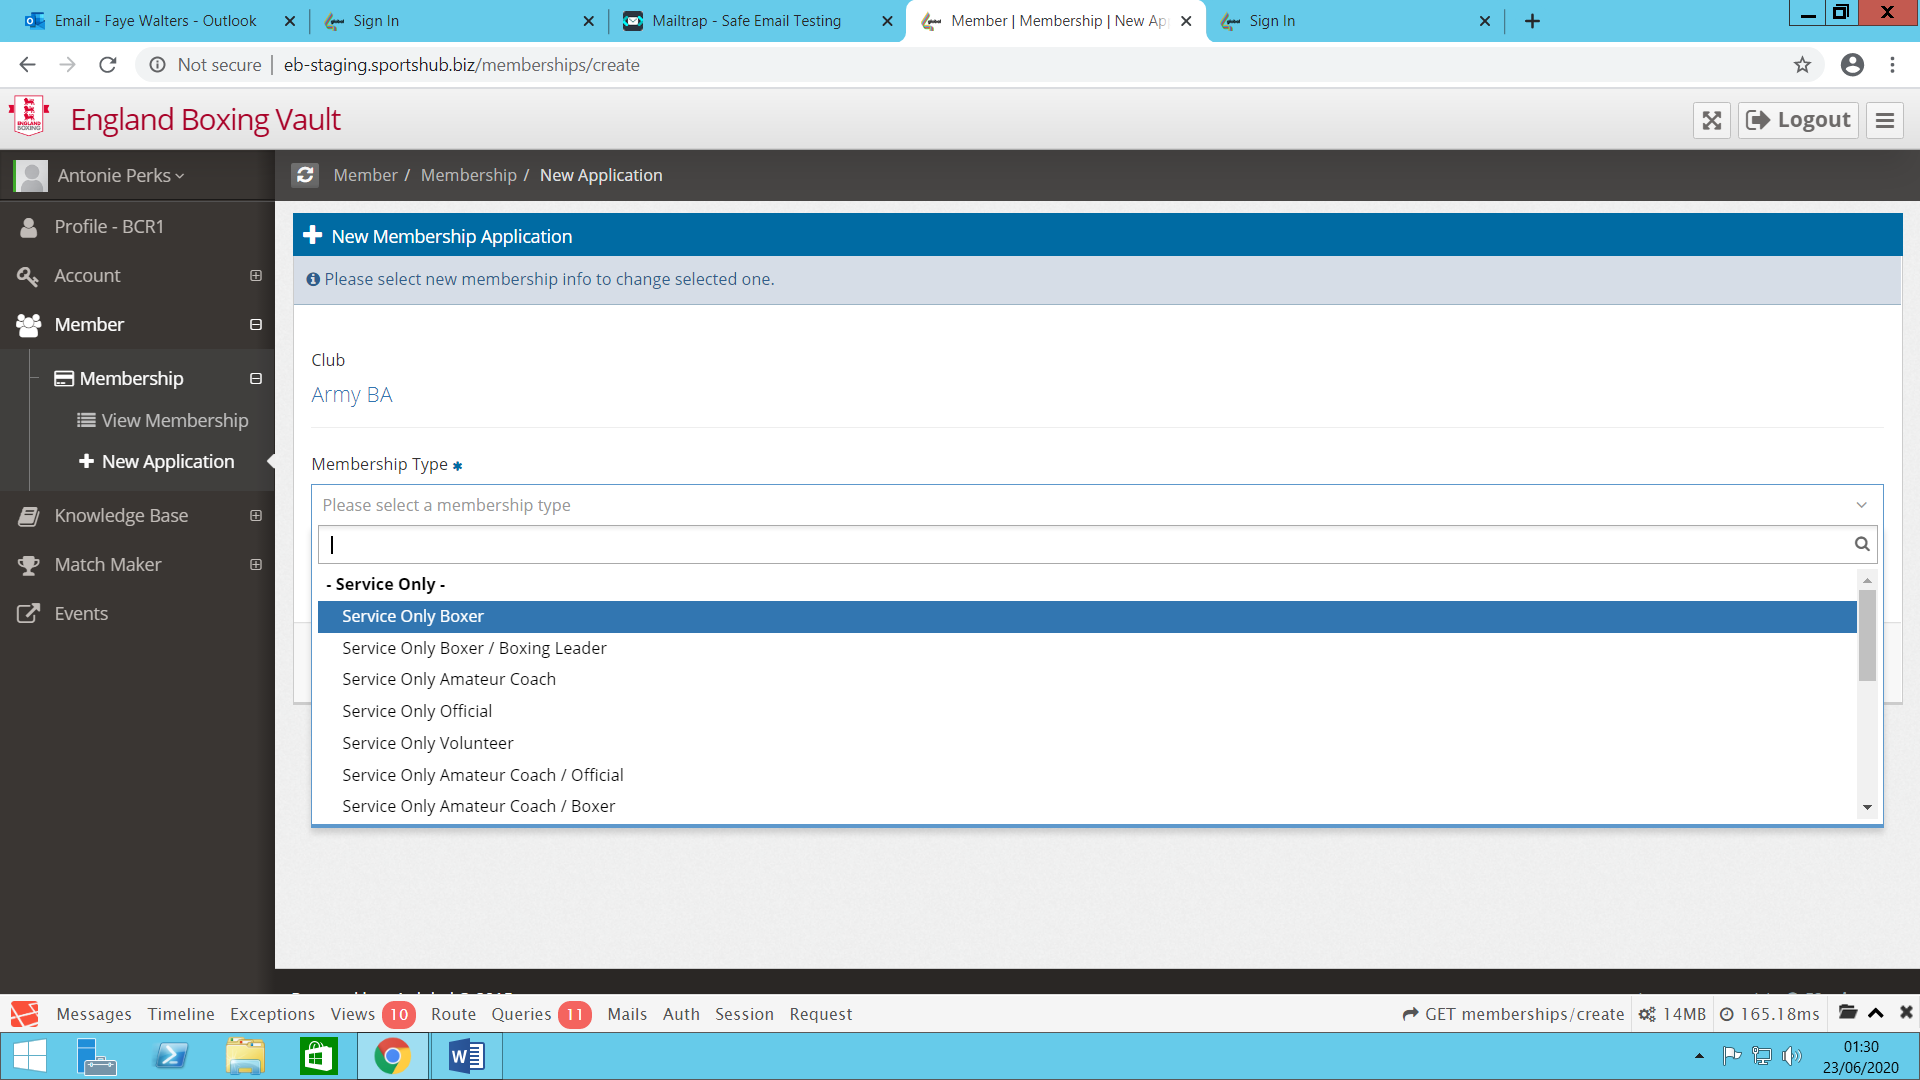 Email - Faye Walters - Outlook
Sign In
Mailtrap - Safe Email Testing
Member | Membership | New Ap
Sign In
Not secure
eb-staging.sportshub.biz/memberships/create
ENGLAND BOXING
England Boxing Vault
Logout
Antonie Perks
Member / Membership / New Application
Profile - BCR1
Account
Member
Membership
View Membership
New Application
Knowledge Base
Match Maker
Events
New Membership Application
Please select new membership info to change selected one.
Club
Army BA
Membership Type
Please select a membership type
- Service Only -
Service Only Boxer
Service Only Boxer / Boxing Leader
Service Only Amateur Coach
Service Only Official
Service Only Volunteer
Service Only Amateur Coach / Official
Service Only Amateur Coach / Boxer
Messages
Timeline
Exceptions
Views 10
Route
Queries 11
Mails
Auth
Session
Request
GET memberships/create
14MB
165.18ms
01:30
23/06/2020